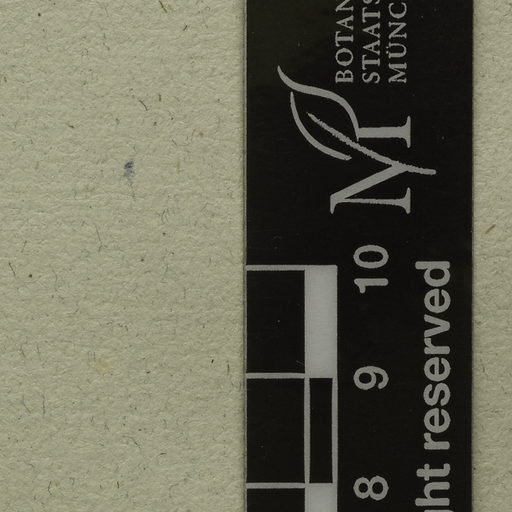 BOTAN
STAATS
MÜNC
10
9
8
ght reserved